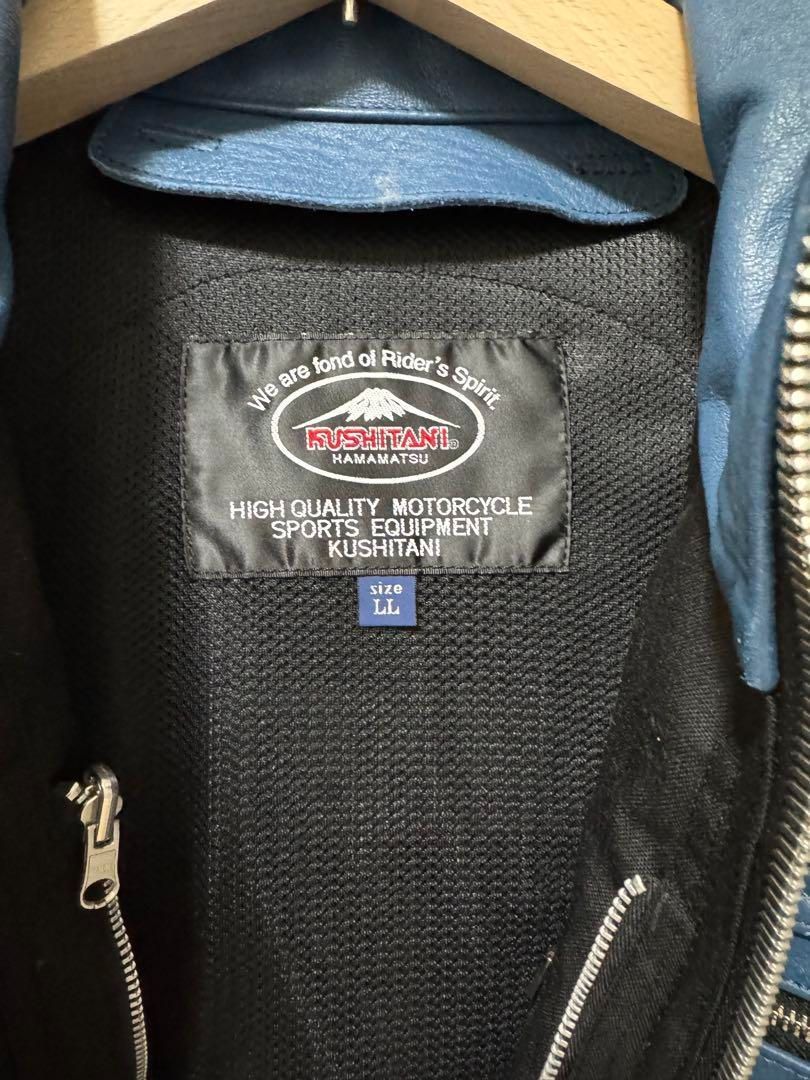 We are fond of Rider's Spirit.
KUSHITANI®
HAMAMATSU
HIGH QUALITY MOTORCYCLE
SPORTS EQUIPMENT
KUSHITANI
size
LL